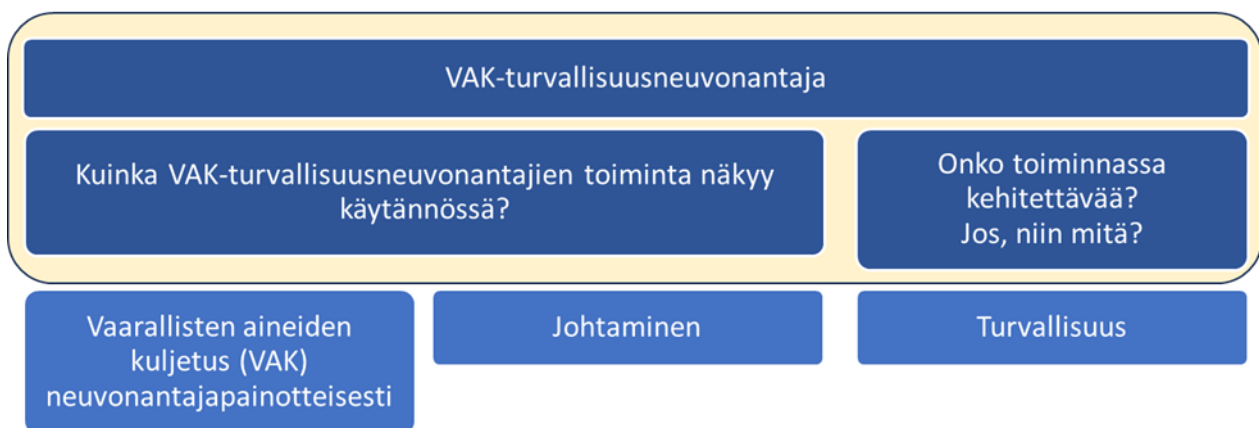 VAK-turvallisuusneuvonantaja
Kuinka VAK-turvallisuusneuvonantajien toiminta näkyy
käytännössä?
Onko toiminnassa
kehitettävää?
Jos, niin mitä?
Vaarallisten aineiden
kuljetus (VAK)
neuvonantajapainotteisesti
Johtaminen
Turvallisuus